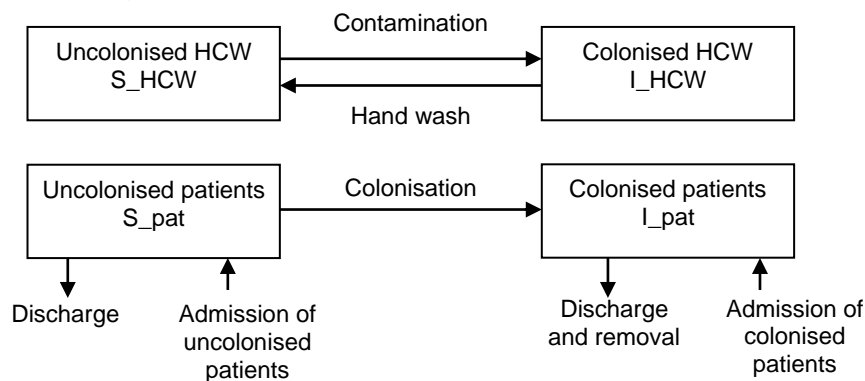 Contamination
Uncolonised HCW
S_HCW
Colonised HCW
I_HCW
Hand wash
Uncolonised patients
S_pat
Colonisation
Colonised patients
I_pat
Discharge
Admission of
uncolonised
patients
Discharge
and removal
Admission of
colonised
patients